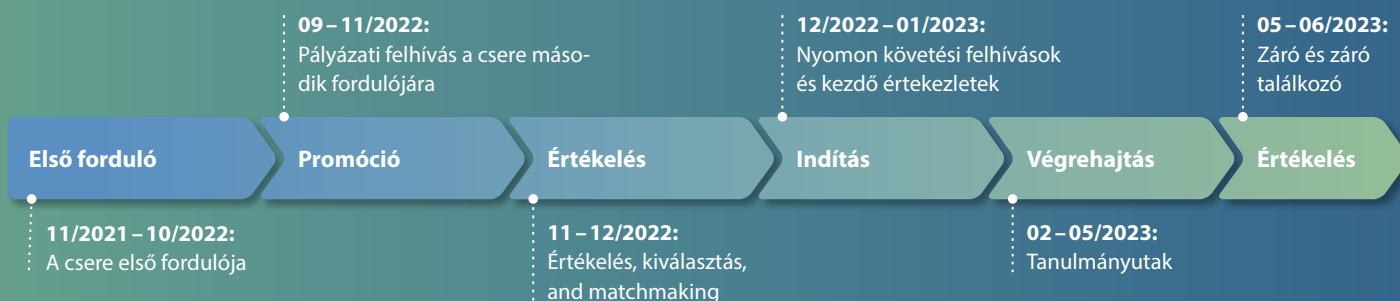 09 – 11/2022:
Pályázati felhívás a csere máso-
dik fordulójára
12/2022 – 01/2023:
Nyomon követési felhívások
és kezdő értekezletek
05 – 06/2023:
Záró és záró
találkozó
Első forduló
Promóció
Értékelés
Indítás
Végrehajtás
Értékelés
11/2021 – 10/2022:
A csere első fordulója
11 – 12/2022:
Értékelés, kiválasztás,
and matchmaking
02 – 05/2023:
Tanulmányutak